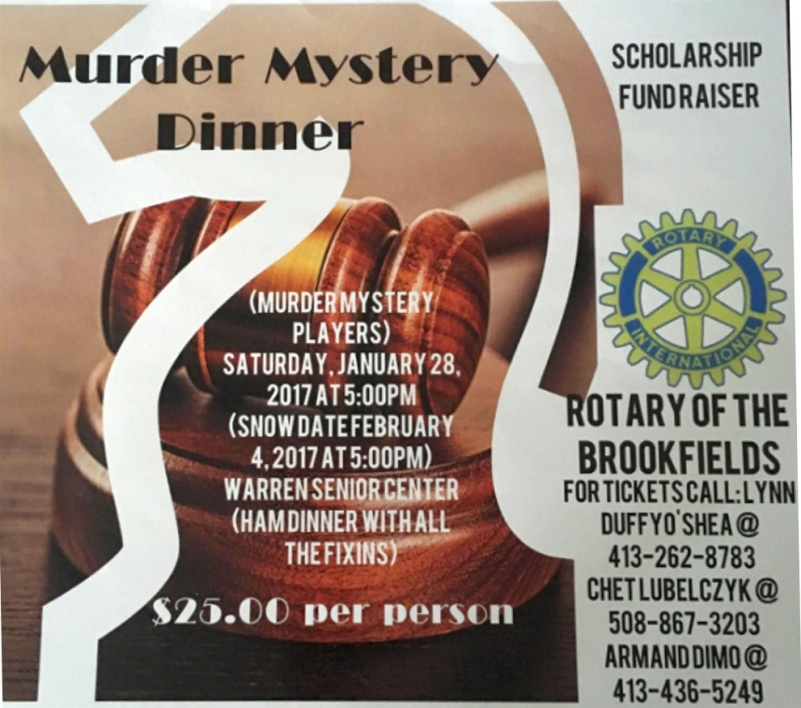 Murder Mystery
Dinner
(MURDER MYSTERY
PLAYERS)
SATURDAY, JANUARY 28,
2017 AT 5:00PM
(SNOW DATE FEBRUARY
4, 2017 AT 5:00PM)
WARREN SENIOR CENTER
(HAM DINNER WITH ALL
THE FIXINS)
$25.00 per person
SCHOLARSHIP
FUND RAISER
ROTARY
INTERNATIONAL
ROTARY OF THE
BROOKFIELDS
FOR TICKETS CALL: LYNN
DUFFY O'SHEA @
413-262-8783
CHET LUBELCZYK @
508-867-3203
ARMAND DIMO @
413-436-5249